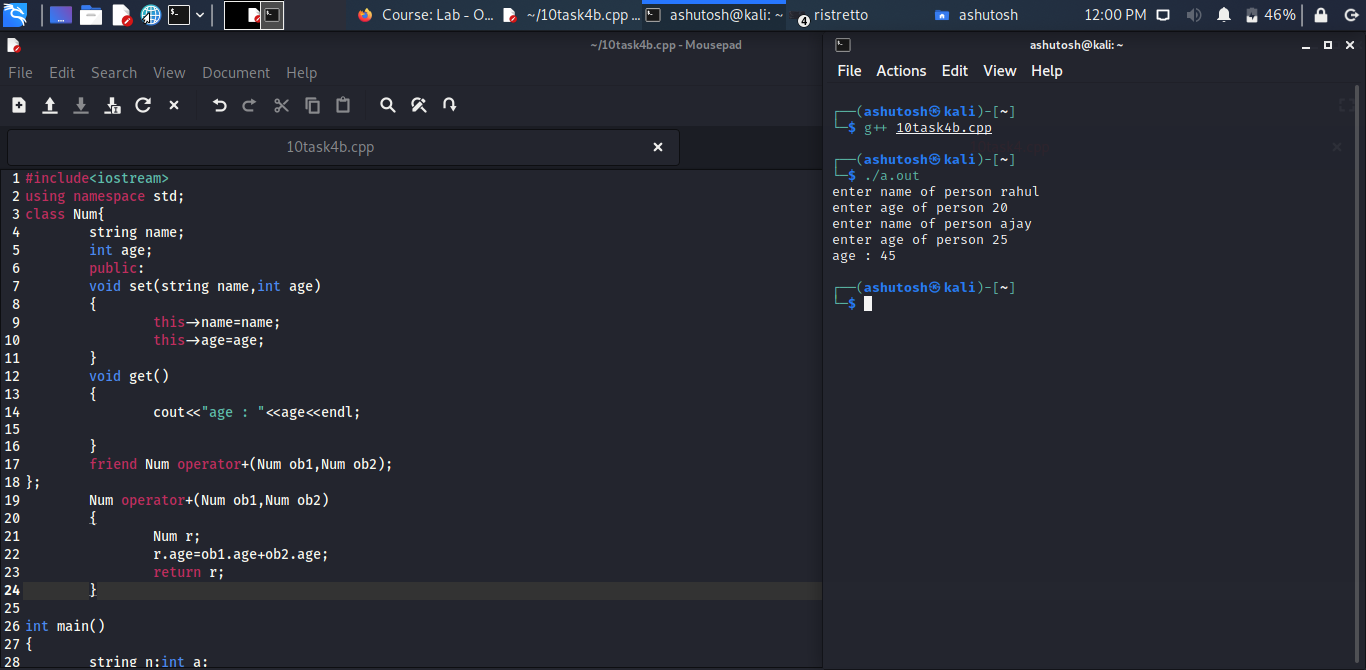 Course: Lab - O...
~/10task4b.cpp ...
ashutosh@kali: ~
4
ristretto
ashutosh
12:00 PM
46%
~/10task4b.cpp - Mousepad
File Edit Search View Document Help
10task4b.cpp
1 #include<iostream>
2 using namespace std;
3 class Num{
4 string name;
5 int age;
6 public:
7 void set(string name,int age)
8 {
9 this->name=name;
10 this->age=age;
11 }
12 void get()
13 {
14 cout<<"age : "<<age<<endl;
15
16 }
17 friend Num operator+(Num ob1,Num ob2);
18 };
19 Num operator+(Num ob1,Num ob2)
20 {
21 Num r;
22 r.age=ob1.age+ob2.age;
23 return r;
24 }
25
26 int main()
27 {
28 string n;int a;
ashutosh@kali: ~
File Actions Edit View Help
┌──(ashutosh㉿kali)-[~]
└─$ g++ 10task4b.cpp
┌──(ashutosh㉿kali)-[~]
└─$ ./a.out
enter name of person rahul
enter age of person 20
enter name of person ajay
enter age of person 25
age : 45
┌──(ashutosh㉿kali)-[~]
└─$